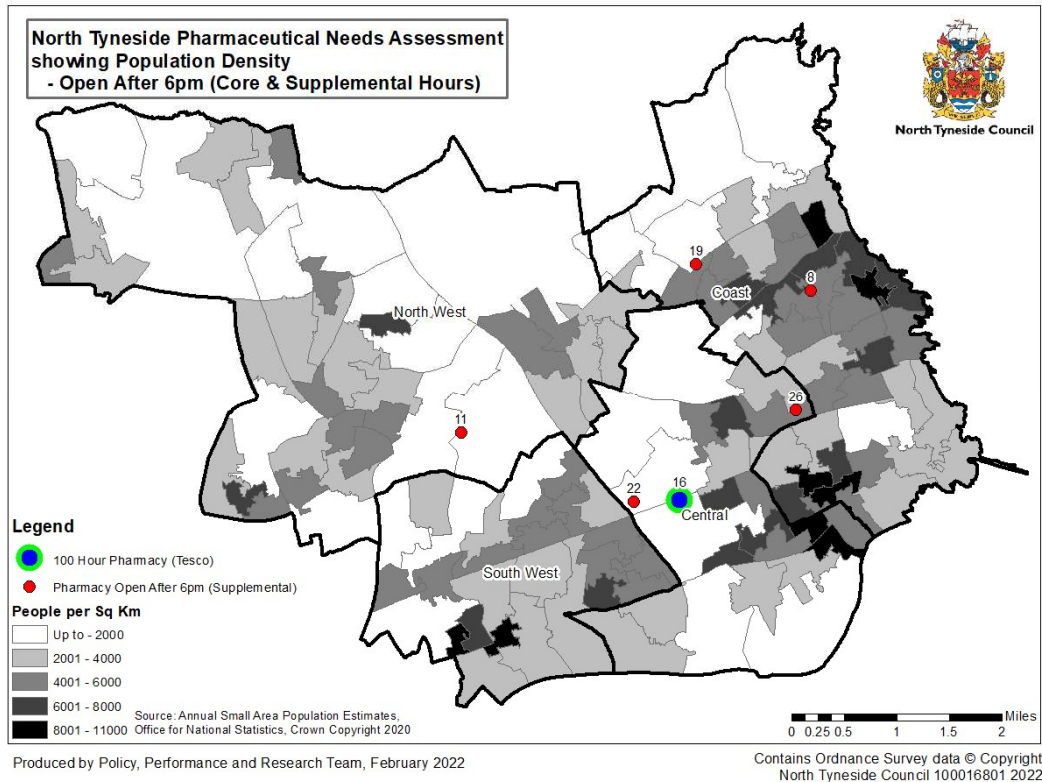 North Tyneside Pharmaceutical Needs Assessment
showing Population Density
- Open After 6pm (Core & Supplemental Hours)
North Tyneside Council
19
8
Coast
North West
11
26
22
16
Central
South West
Legend
100 Hour Pharmacy (Tesco)
Pharmacy Open After 6pm (Supplemental)
People per Sq Km
Up to - 2000
2001 - 4000
4001 - 6000
6001 - 8000
8001 - 11000
Source: Annual Small Area Population Estimates,
Office for National Statistics, Crown Copyright 2020
Miles
0 0.25 0.5 1 1.5 2
Produced by Policy, Performance and Research Team, February 2022
Contains Ordnance Survey data © Copyright
North Tyneside Council 100016801 2022